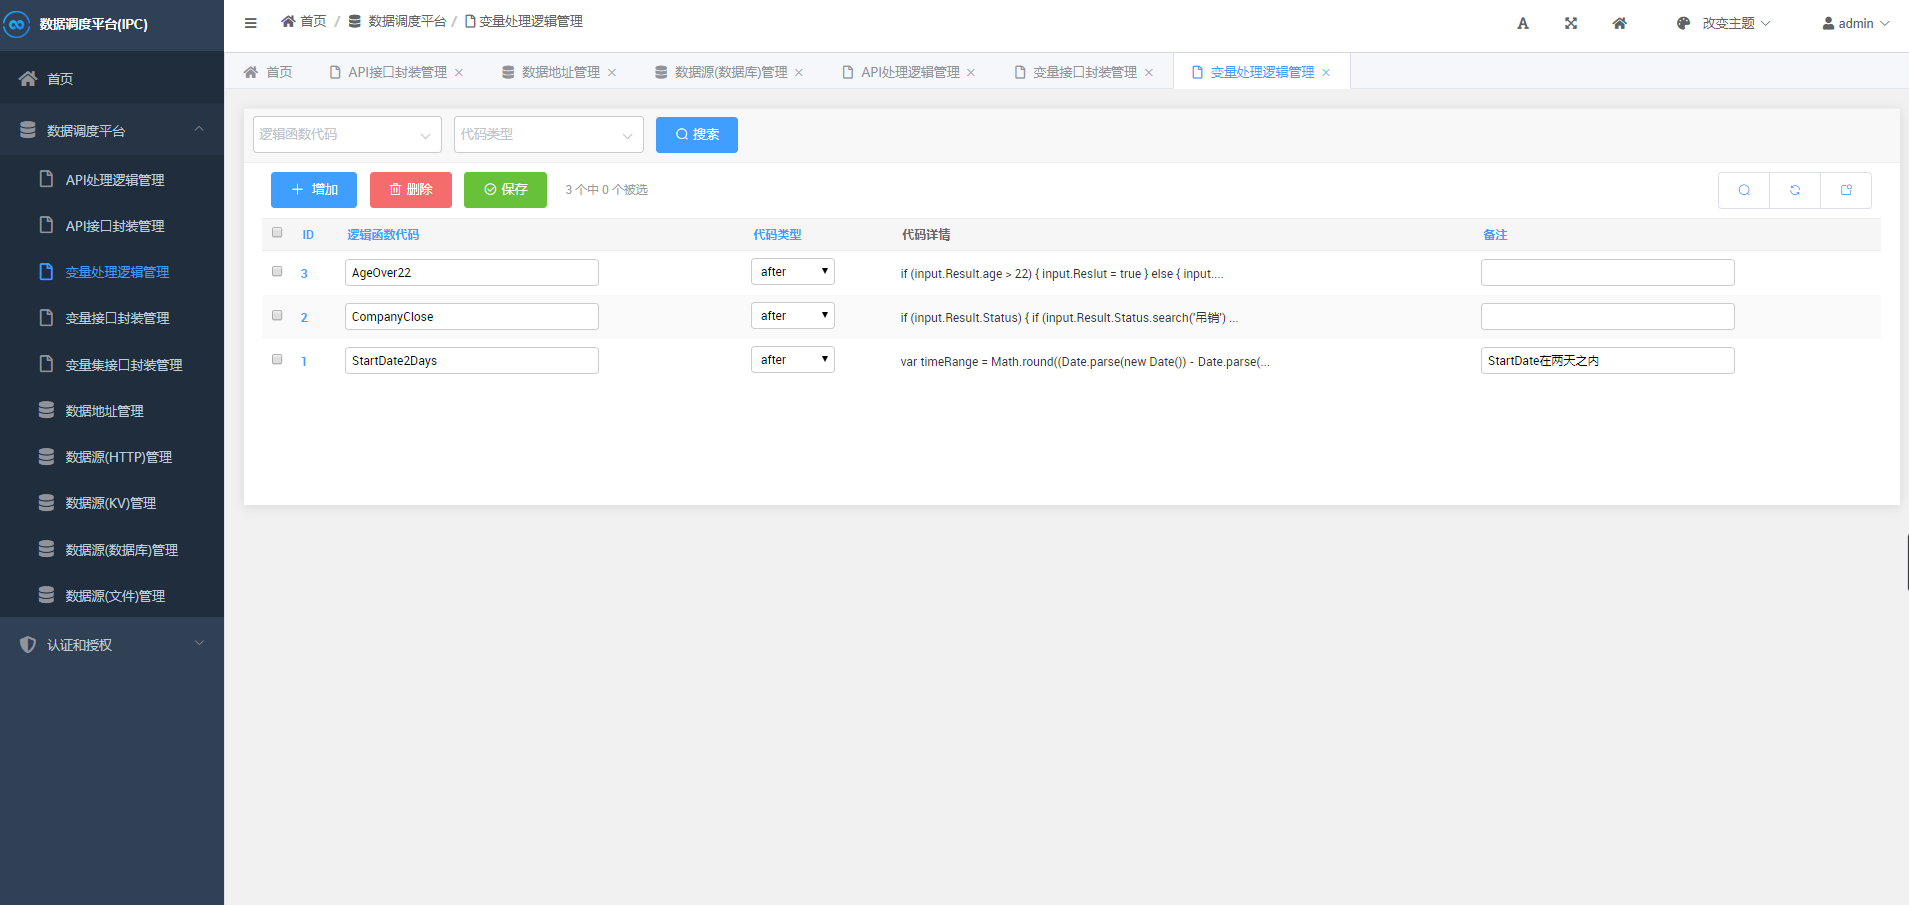 数据调度平台(IPC)
首页 / 数据调度平台 / 变量处理逻辑管理
A
改变主题
admin
首页
API接口封装管理 ×
数据地址管理 ×
数据源(数据库)管理 ×
API处理逻辑管理 ×
变量接口封装管理 ×
变量处理逻辑管理 ×
首页
数据调度平台
API处理逻辑管理
API接口封装管理
变量处理逻辑管理
变量接口封装管理
变量集接口封装管理
数据地址管理
数据源(HTTP)管理
数据源(KV)管理
数据源(数据库)管理
数据源(文件)管理
认证和授权
逻辑函数代码
代码类型
搜索
增加
删除
保存
3 个中 0 个被选
ID 逻辑函数代码 代码类型 代码详情 备注
3 AgeOver22 after if (input.Result.age > 22) { input.Reslut = true } else { input....
2 CompanyClose after if (input.Result.Status) { if (input.Result.Status.search('吊销') ...
1 StartDate2Days after var timeRange = Math.round((Date.parse(new Date()) - Date.parse(... StartDate在两天之内